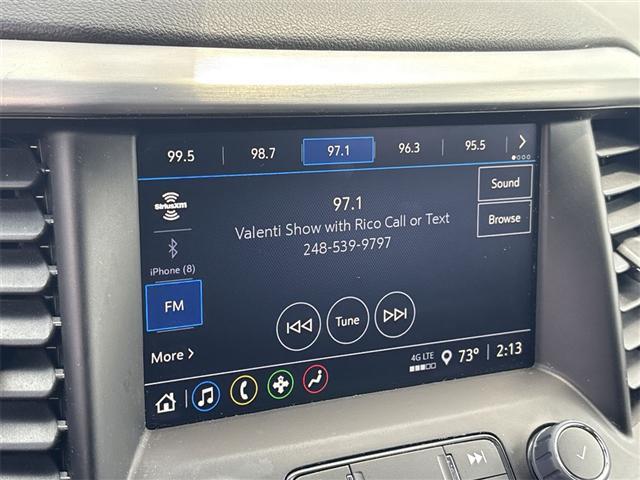 99.5 98.7 97.1 96.3 95.5
SiriusXM
97.1
Sound
Valenti Show with Rico Call or Text
248-539-9797
Browse
iPhone (8)
FM
Tune
More
4G LTE 73° 2:13